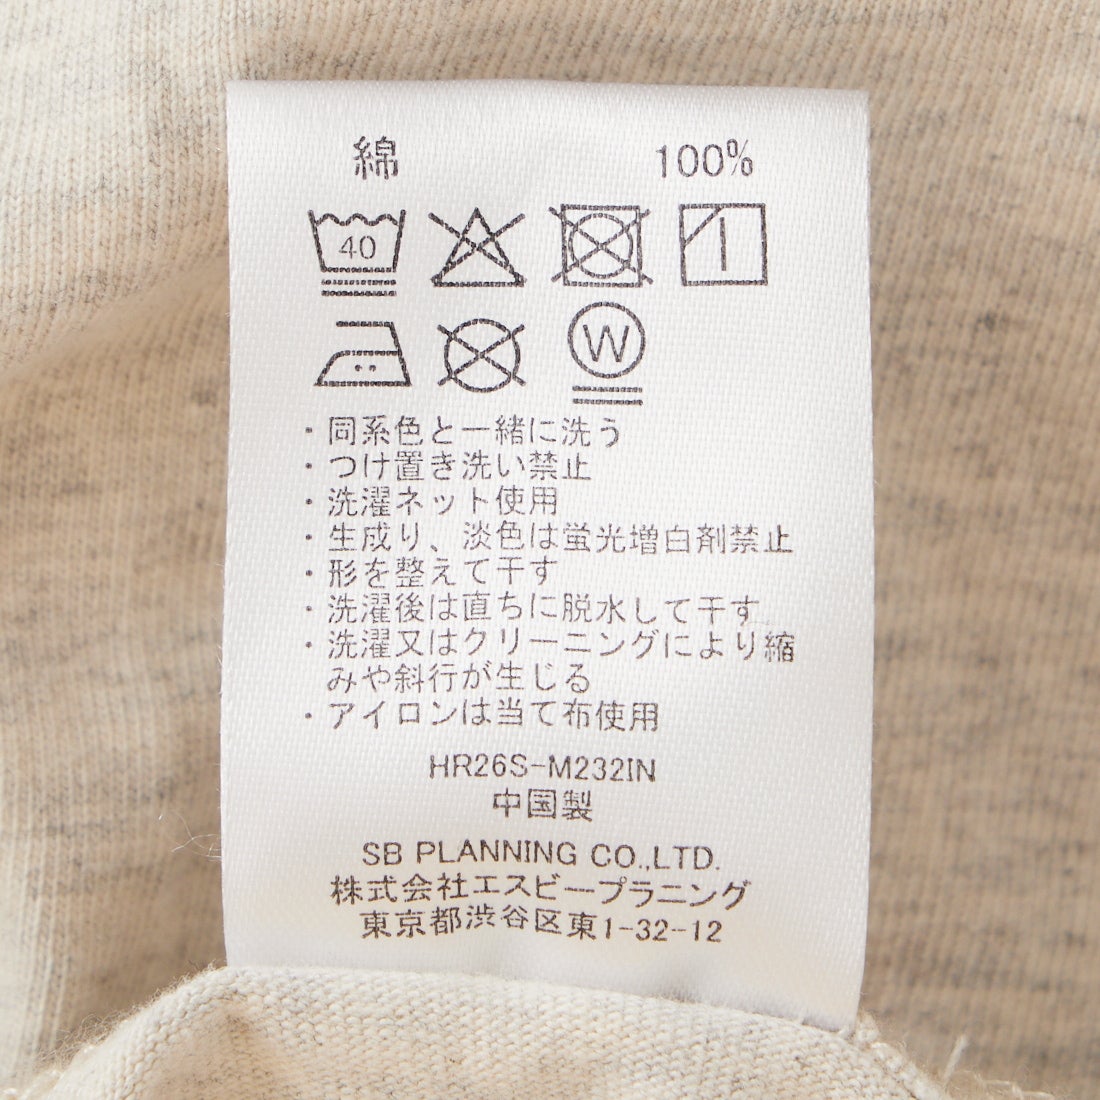 綿 100%
40
W
・同系色と一緒に洗う
・つけ置き洗い禁止
・洗濯ネット使用
・生成り、淡色は蛍光増白剤禁止
・形を整えて干す
・洗濯後は直ちに脱水して干す
・洗濯又はクリーニングにより縮
みや斜行が生じる
・アイロンは当て布使用
HR26S-M232IN
中国製
SB PLANNING CO.,LTD.
株式会社エスビープラニング
東京都渋谷区東1-32-12